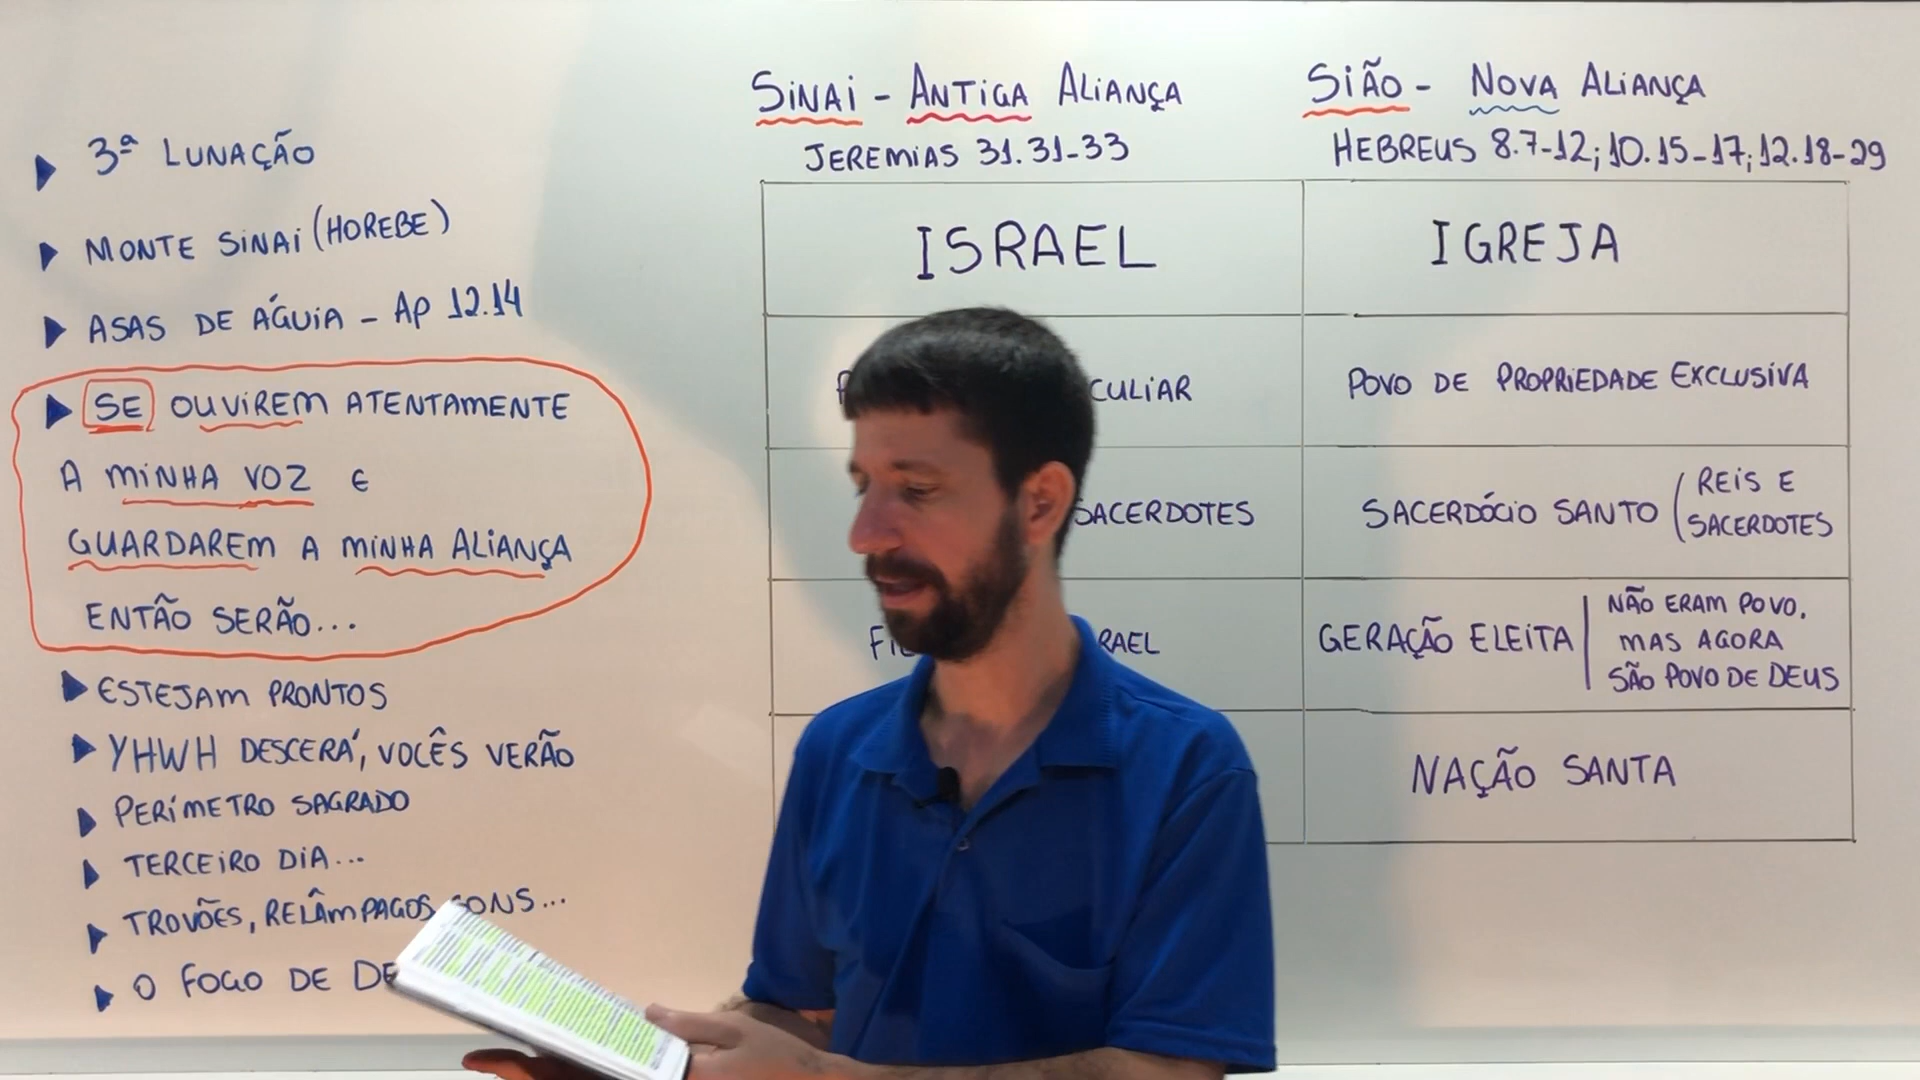 ▶ 3ª LUNAÇÃO
▶ MONTE SINAI (HOREBE)
▶ ASAS DE ÁGUIA - AP 12.14
▶ SE OUVIREM ATENTAMENTE
A MINHA VOZ E
GUARDAREM A MINHA ALIANÇA
ENTÃO SERÃO...
▶ ESTEJAM PRONTOS
▶ YHWH DESCERÁ, VOCÊS VERÃO
▶ PERÍMETRO SAGRADO
▶ TERCEIRO DIA...
▶ TROVÕES, RELÂMPAGOS, SONS...
▶ O FOGO DE DE
SINAI - ANTIGA ALIANÇA
JEREMIAS 31.31-33
SIÃO - NOVA ALIANÇA
HEBREUS 8.7-12; 10.15-17; 12.18-29
ISRAEL
IGREJA
CULIAR
POVO DE PROPRIEDADE EXCLUSIVA
SACERDOTES
SACERDÓCIO SANTO (REIS E
SACERDOTES
RAEL
GERAÇÃO ELEITA | NÃO ERAM POVO,
MAS AGORA
SÃO POVO DE DEUS
NAÇÃO SANTA